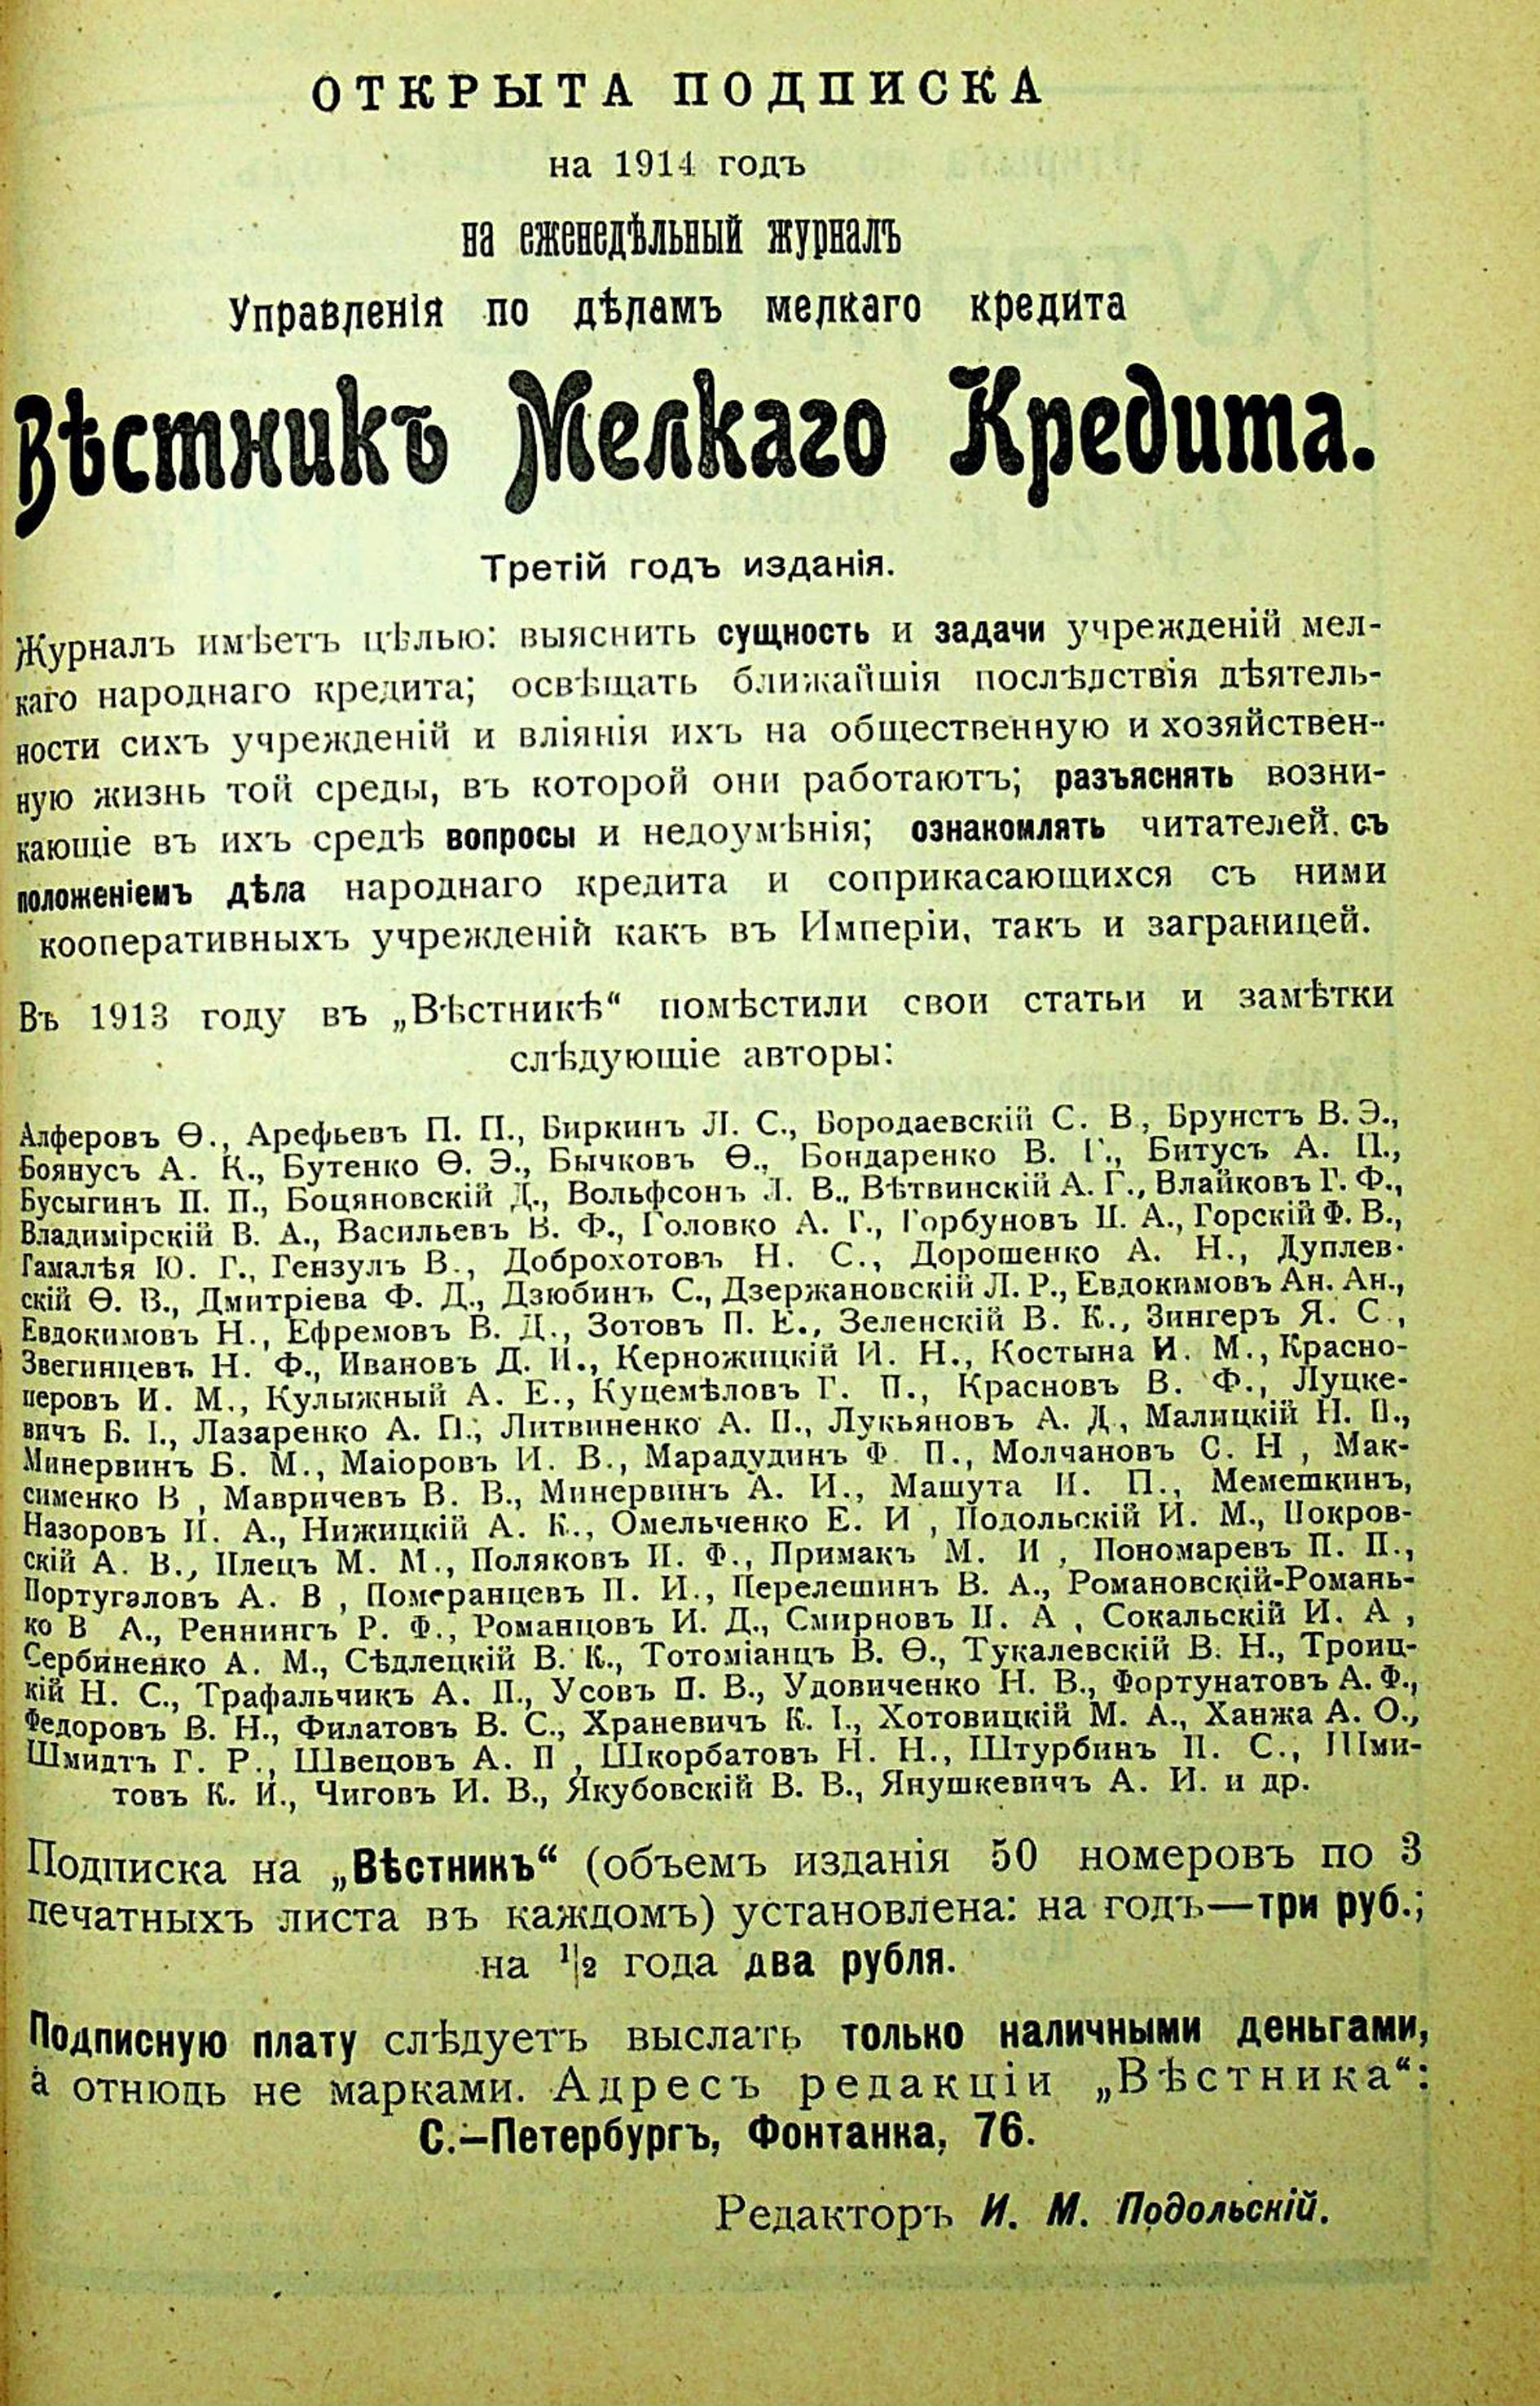 ОТКРЫТА ПОДПИСКА
на 1914 годъ
на еженедѣльный журналъ
Управленія по дѣламъ мелкаго кредита
Вѣстникъ Мелкаго Кредита.
Третій годъ изданія.
Журналъ имѣетъ цѣлью: выяснить сущность и задачи учрежденій мел-
каго народнаго кредита; освѣщать ближайшія послѣдствія дѣятель-
ности сихъ учрежденій и вліянія ихъ на общественную и хозяйствен-
ную жизнь той среды, въ которой они работаютъ; разъяснять возни-
кающіе въ ихъ средѣ вопросы и недоумѣнія; ознакомлять читателей съ
положеніемъ дѣла народнаго кредита и соприкасающихся съ ними
кооперативныхъ учрежденій какъ въ Имперіи, такъ и заграницей.
Въ 1913 году въ „Вѣстникѣ“ помѣстили свои статьи и замѣтки
слѣдующіе авторы:
Алферовъ Ѳ., Арефьевъ П. П., Биркинъ Л. С., Бородаевскій С. В., Брунстъ В. Э.,
Боянусъ А. К., Бутенко Ѳ. Э., Бычковъ Ѳ., Бондаренко В. Г., Битусъ А. П.,
Бусыгинъ П. П., Боцяновскій Д., Вольфсонъ Л. В., Вѣтвинскій А. Г., Влайковъ Г. Ф.,
Владимірскій В. А., Васильевъ В. Ф., Головко А. Г., Горбуновъ П. А., Горскій Ф. В.,
Гамалѣя Ю. Г., Гензулъ В., Доброхотовъ Н. С., Дорошенко А. Н., Дуплев-
скій Ѳ. В., Дмитріева Ф. Д., Дзюбинъ С., Дзержановскій Л. Р., Евдокимовъ Ан. Ан.,
Евдокимовъ Н., Ефремовъ В. Д., Зотовъ П. Е., Зеленскій В. К., Зингеръ Я. С.,
Звегинцевъ Н. Ф., Ивановъ Д. И., Керножицкій И. Н., Костына И. М., Красно-
перовъ И. М., Кулыжный А. Е., Куцемѣловъ Г. П., Красновъ В. Ф., Луцке-
вичъ Б. І., Лазаренко А. П., Литвиненко А. П., Лукьяновъ А. Д., Малицкій Н. П.,
Минервинъ Б. М., Маіоровъ И. В., Марадудинъ Ф. П., Молчановъ С. Н., Мак-
сименко В., Мавричевъ В. В., Минервинъ А. И., Машута И. П., Мемешкинъ,
Назоровъ П. А., Нижицкій А. К., Омельченко Е. И., Подольскій И. М., Покров-
скій А. В., Плецъ М. М., Поляковъ П. Ф., Примакъ М. И., Пономаревъ П. П.,
Португаловъ А. В., Померанцевъ П. И., Перелешинъ В. А., Романовскій-Романь-
ко В А., Реннингъ Р. Ф., Романцовъ И. Д., Смирновъ П. А., Сокальскій И. А.,
Сербиненко А. М., Сѣдлецкій В. К., Тотоміанцъ В. Ѳ., Тукалевскій В. Н., Троиц-
кій Н. С., Трафальчикъ А. П., Усовъ П. В., Удовиченко Н. В., Фортунатовъ А. Ф.,
Федоровъ В. Н., Филатовъ В. С., Храневичъ К. І., Хотовицкій М. А., Ханжа А. О.,
Шмидтъ Г. Р., Швецовъ А. П., Шкорбатовъ Н. Н., Штурбинъ П. С., Шми-
товъ К. И., Чиговъ И. В., Якубовскій В. В., Янушкевичъ А. И. и др.
Подписка на „Вѣстникъ“ (объемъ изданія 50 номеровъ по 3
печатныхъ листа въ каждомъ) установлена: на годъ—три руб.;
на 1/2 года два рубля.
Подписную плату слѣдуетъ выслать только наличными деньгами,
а отнюдь не марками. Адресъ редакціи „Вѣстника“:
С.-Петербургъ, Фонтанка, 76.
Редакторъ И. М. Подольскій.